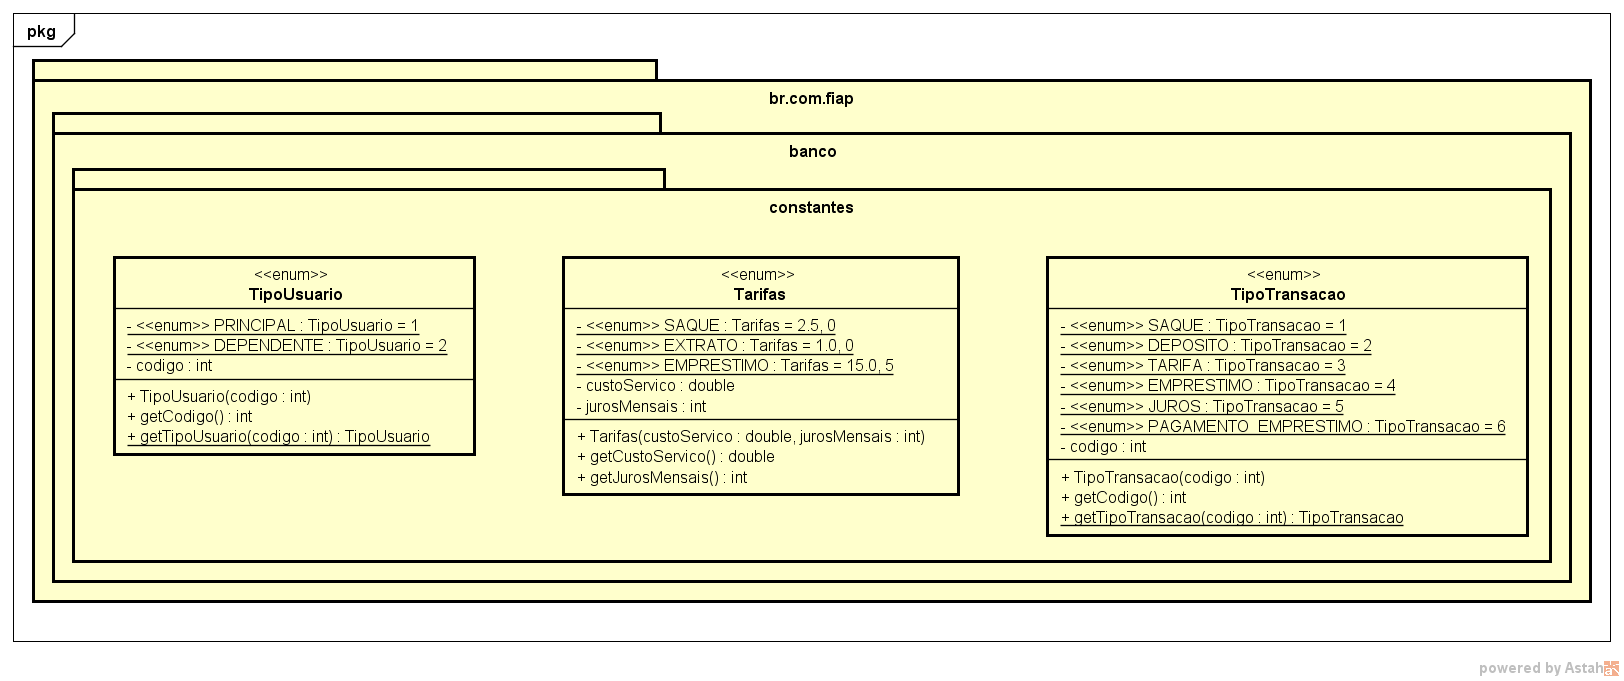 pkg
br.com.fiap
banco
constantes
<<enum>>
TipoUsuario
- <<enum>> PRINCIPAL : TipoUsuario = 1
- <<enum>> DEPENDENTE : TipoUsuario = 2
- codigo : int
+ TipoUsuario(codigo : int)
+ getCodigo() : int
+ getTipoUsuario(codigo : int) : TipoUsuario
<<enum>>
Tarifas
- <<enum>> SAQUE : Tarifas = 2.5, 0
- <<enum>> EXTRATO : Tarifas = 1.0, 0
- <<enum>> EMPRESTIMO : Tarifas = 15.0, 5
- custoServico : double
- jurosMensais : int
+ Tarifas(custoServico : double, jurosMensais : int)
+ getCustoServico() : double
+ getJurosMensais() : int
<<enum>>
TipoTransacao
- <<enum>> SAQUE : TipoTransacao = 1
- <<enum>> DEPOSITO : TipoTransacao = 2
- <<enum>> TARIFA : TipoTransacao = 3
- <<enum>> EMPRESTIMO : TipoTransacao = 4
- <<enum>> JUROS : TipoTransacao = 5
- <<enum>> PAGAMENTO_EMPRESTIMO : TipoTransacao = 6
- codigo : int
+ TipoTransacao(codigo : int)
+ getCodigo() : int
+ getTipoTransacao(codigo : int) : TipoTransacao
powered by Astah